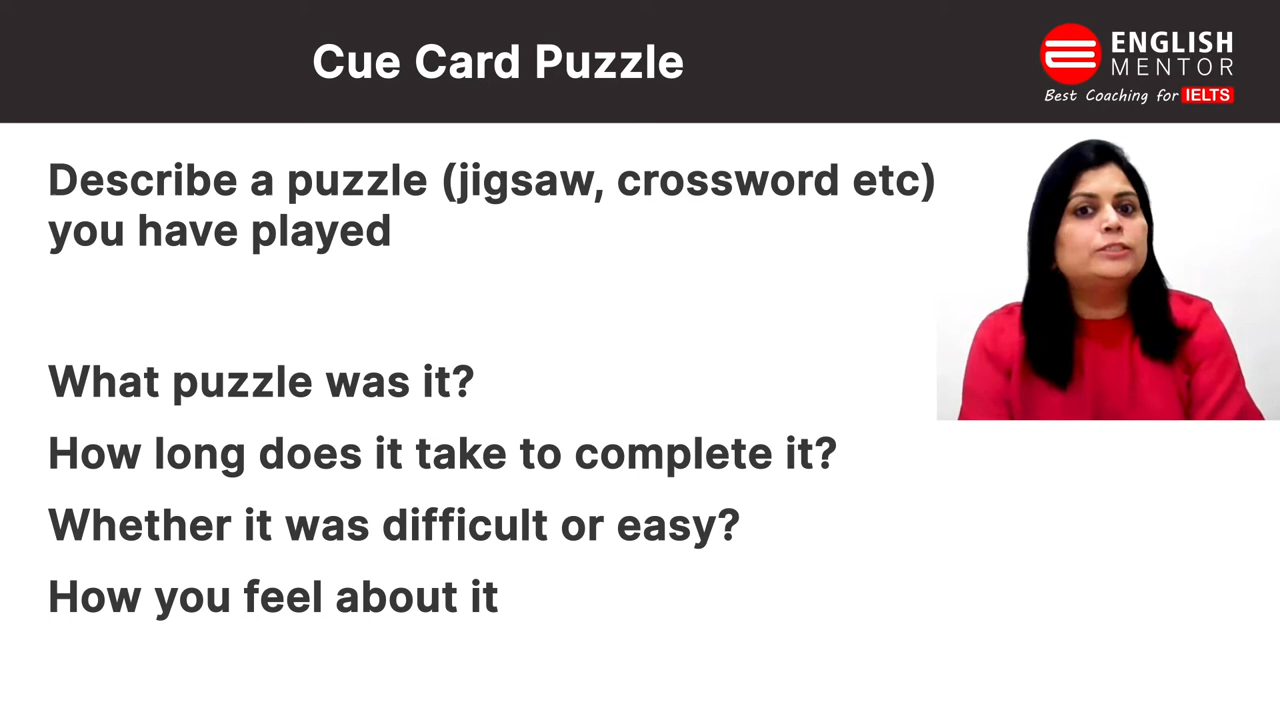 Cue Card Puzzle
ENGLISH
MENTOR
Best Coaching for IELTS
Describe a puzzle (jigsaw, crossword etc)
you have played
What puzzle was it?
How long does it take to complete it?
Whether it was difficult or easy?
How you feel about it